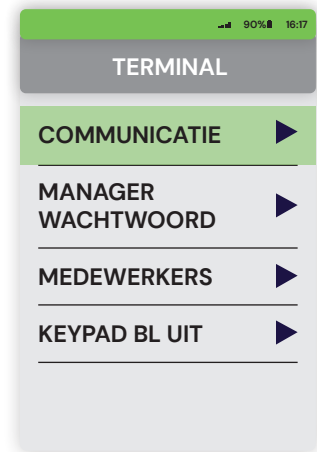 90% 16:17
TERMINAL
COMMUNICATIE
MANAGER
WACHTWOORD
MEDEWERKERS
KEYPAD BL UIT